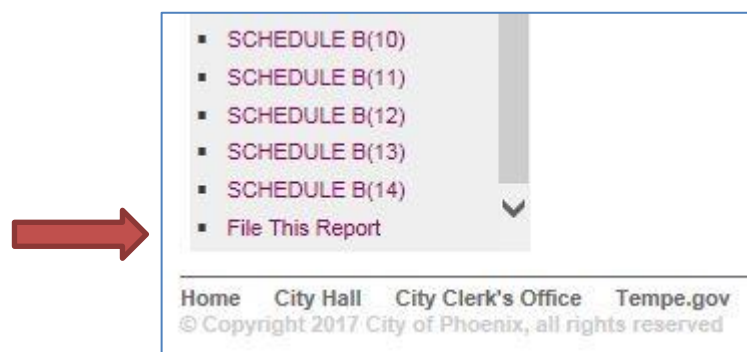 SCHEDULE B(10)
SCHEDULE B(11)
SCHEDULE B(12)
SCHEDULE B(13)
SCHEDULE B(14)
File This Report
Home City Hall City Clerk's Office Tempe.gov
© Copyright 2017 City of Phoenix, all rights reserved